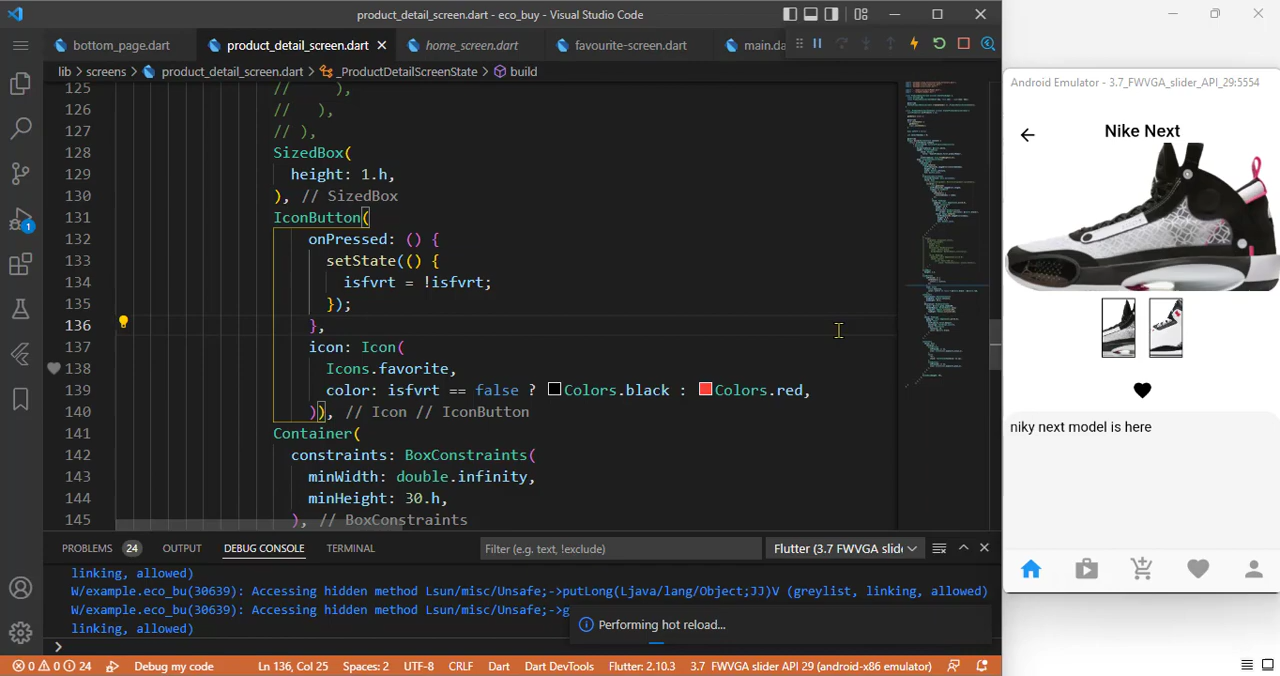 product_detail_screen.dart - eco_buy - Visual Studio Code
bottom_page.dart
product_detail_screen.dart
home_screen.dart
favourite-screen.dart
main.da
lib > screens > product_detail_screen.dart > _ProductDetailScreenState > build
125 // ),
126 // ),
127 // ),
128 SizedBox(
129 height: 1.h,
130 ), // SizedBox
131 IconButton(
132 onPressed: () {
133 setState(() {
134 isfvrt = !isfvrt;
135 });
136 },
137 icon: Icon(
138 Icons.favorite,
139 color: isfvrt == false ? Colors.black : Colors.red,
140 )), // Icon // IconButton
141 Container(
142 constraints: BoxConstraints(
143 minWidth: double.infinity,
144 minHeight: 30.h,
145 ), // BoxConstraints
PROBLEMS 24 OUTPUT DEBUG CONSOLE TERMINAL
Filter (e.g. text, !exclude)
Flutter (3.7 FWVGA slide
linking, allowed)
W/example.eco_bu(30639): Accessing hidden method Lsun/misc/Unsafe;->putLong(Ljava/lang/Object;JJ)V (greylist, linking, allowed)
W/example.eco_bu(30639): Accessing hidden method Lsun/misc/Unsafe;->g
linking, allowed)
Performing hot reload...
>
1
0 0 24 Debug my code Ln 136, Col 25 Spaces: 2 UTF-8 CRLF Dart Dart DevTools Flutter: 2.10.3 3.7 FWVGA slider API 29 (android-x86 emulator)
Android Emulator - 3.7_FWVGA_slider_API_29:5554
Nike Next
niky next model is here